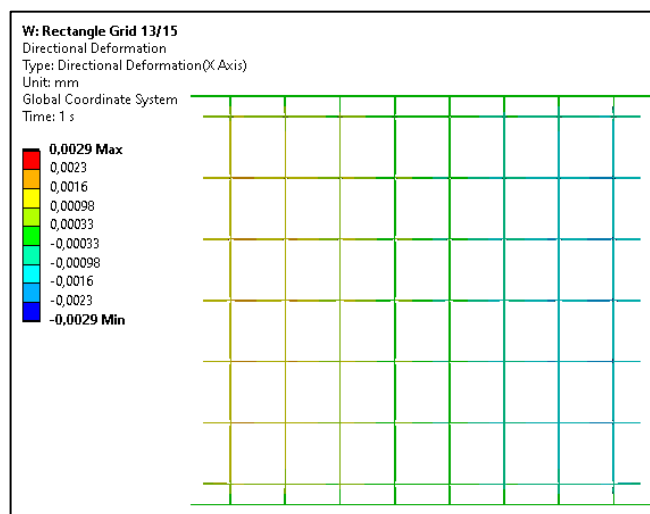 W: Rectangle Grid 13/15
Directional Deformation
Type: Directional Deformation(X Axis)
Unit: mm
Global Coordinate System
Time: 1 s
0,0029 Max
0,0023
0,0016
0,00098
0,00033
-0,00033
-0,00098
-0,0016
-0,0023
-0,0029 Min